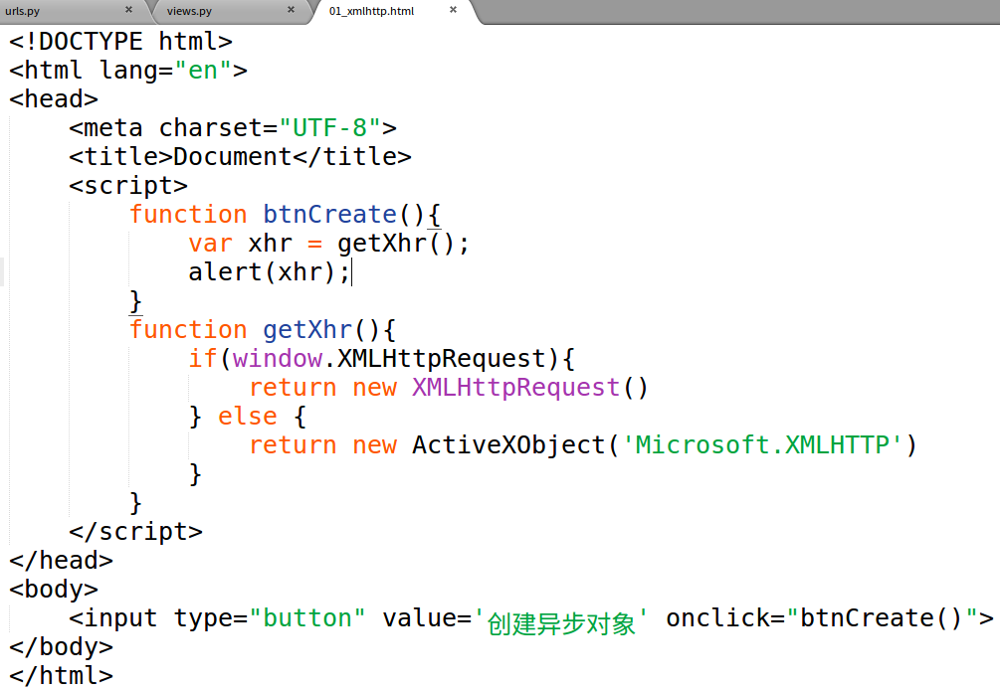 urls.py × views.py × 01_xmlhttp.html ×
<!DOCTYPE html>
<html lang="en">
<head>
    <meta charset="UTF-8">
    <title>Document</title>
    <script>
        function btnCreate(){
            var xhr = getXhr();
            alert(xhr);
        }
        function getXhr(){
            if(window.XMLHttpRequest){
                return new XMLHttpRequest()
            } else {
                return new ActiveXObject('Microsoft.XMLHTTP')
            }
        }
    </script>
</head>
<body>
    <input type="button" value='创建异步对象' onclick="btnCreate()">
</body>
</html>